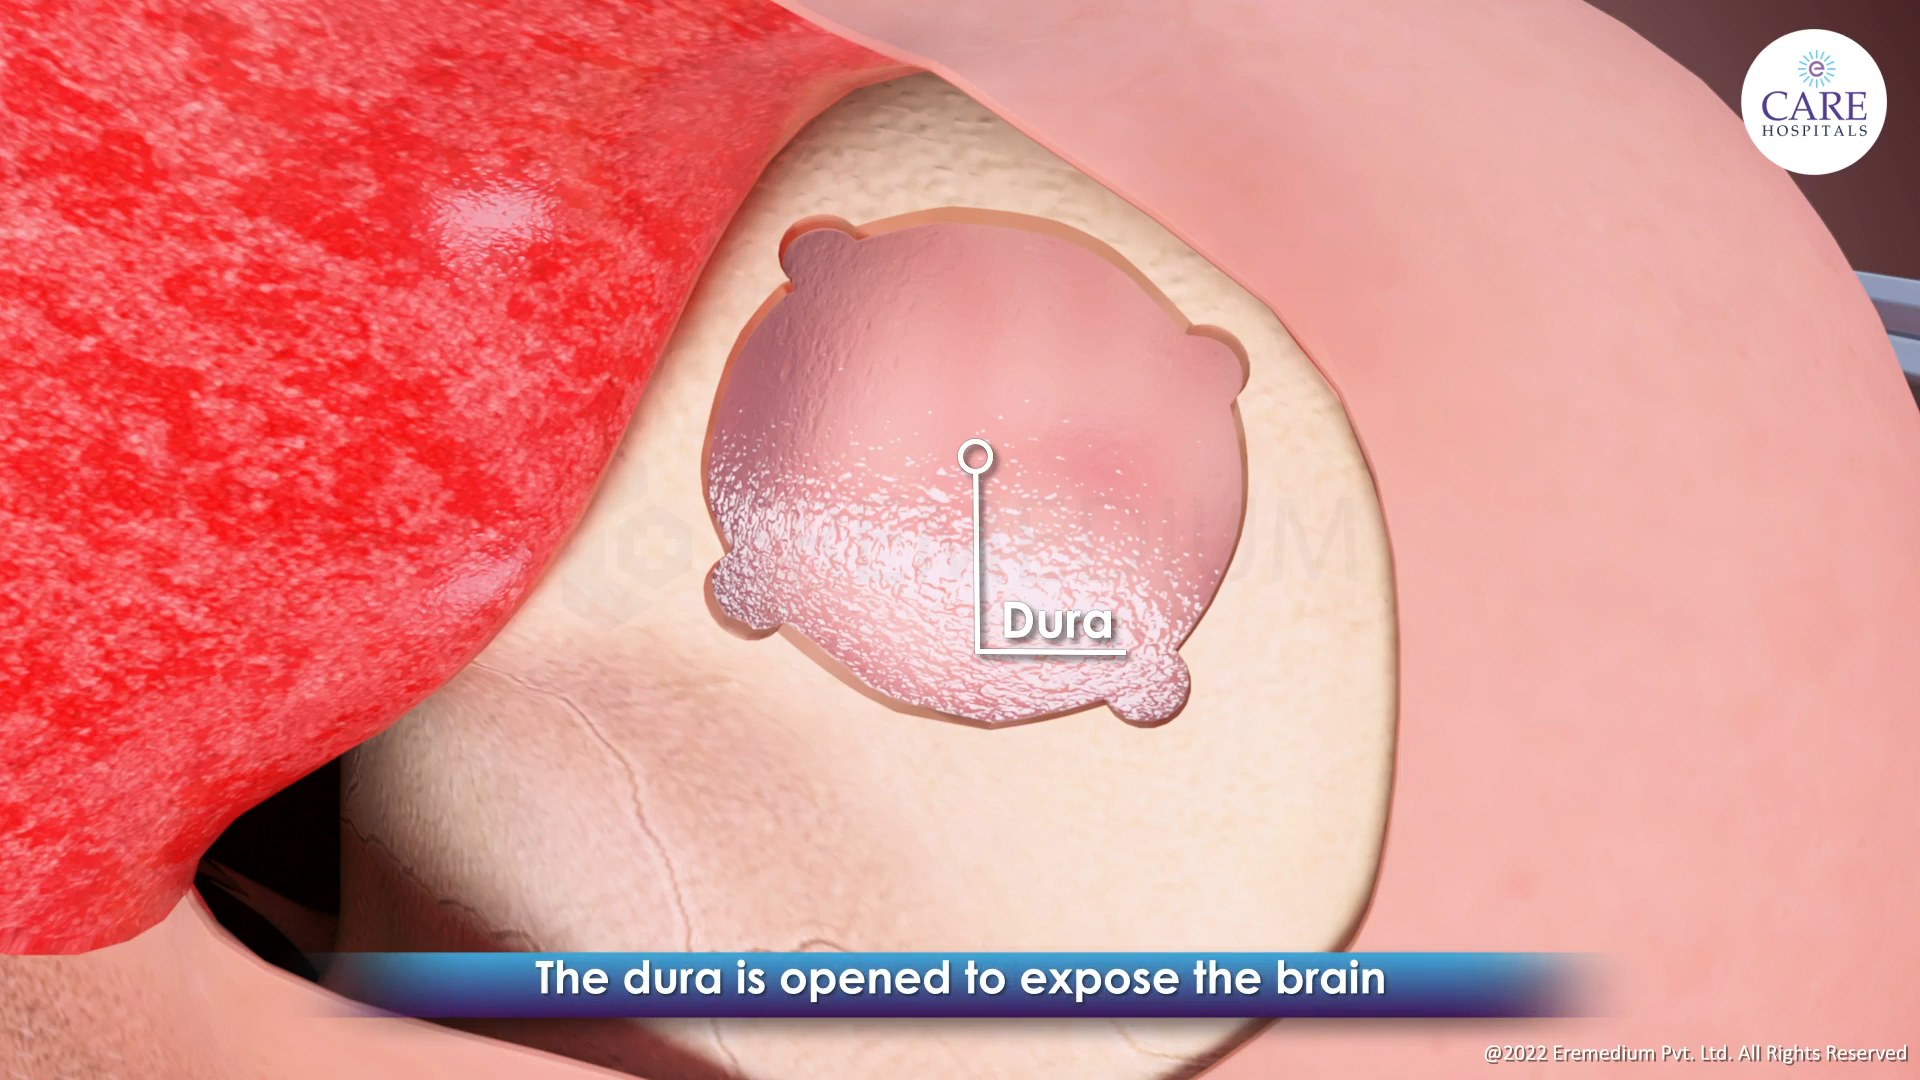 e
CARE
HOSPITALS
Dura
The dura is opened to expose the brain
@2022 Eremedium Pvt. Ltd. All Rights Reserved